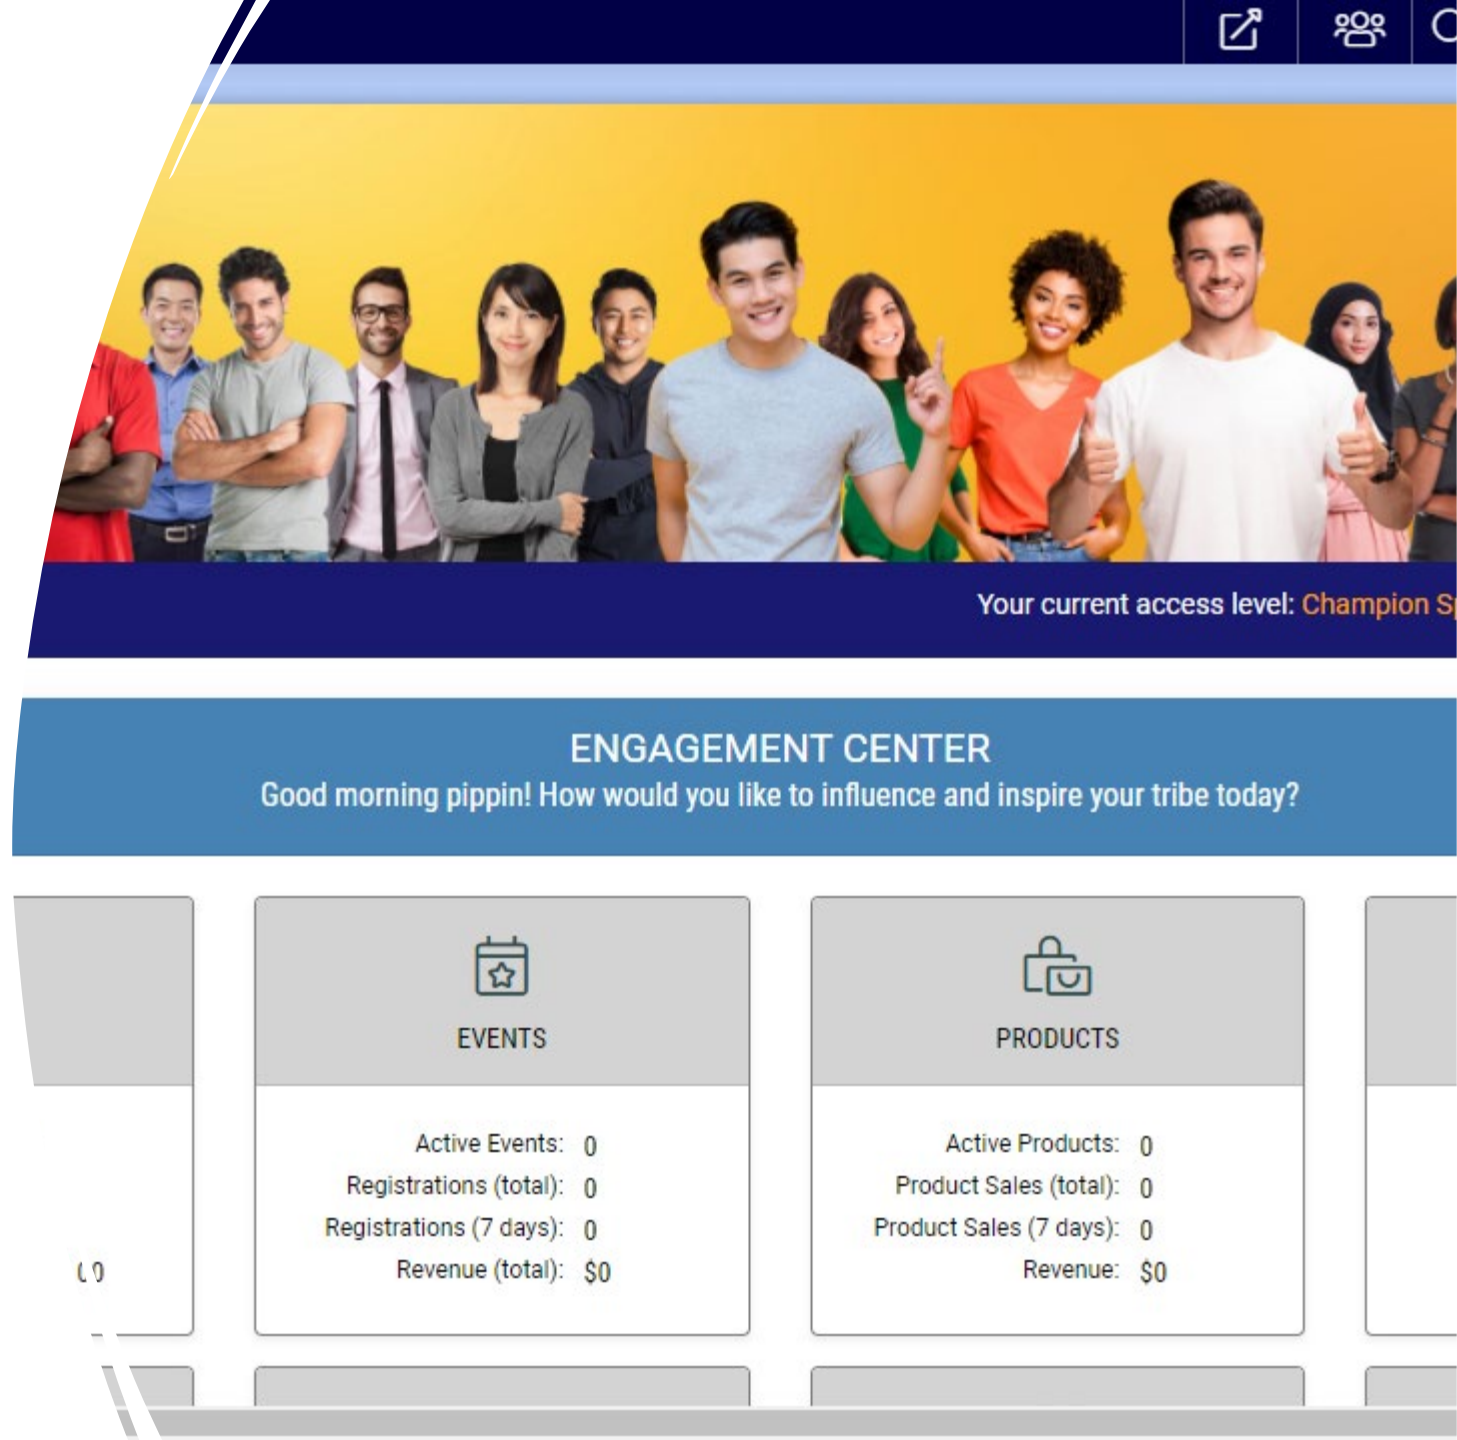 Your current access level: Champion
ENGAGEMENT CENTER
Good morning pippin! How would you like to influence and inspire your tribe today?
EVENTS
Active Events: 0
Registrations (total): 0
Registrations (7 days): 0
Revenue (total): $0
PRODUCTS
Active Products: 0
Product Sales (total): 0
Product Sales (7 days): 0
Revenue: $0